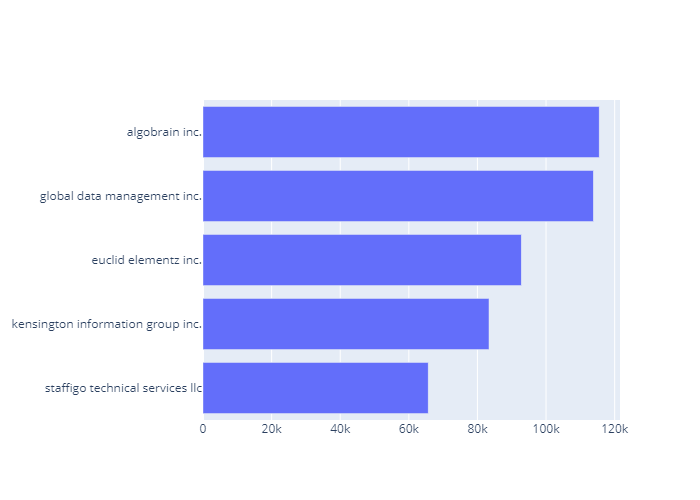 algobrain inc.
global data management inc.
euclid elementz inc.
kensington information group inc.
staffigo technical services llc
0 20k 40k 60k 80k 100k 120k